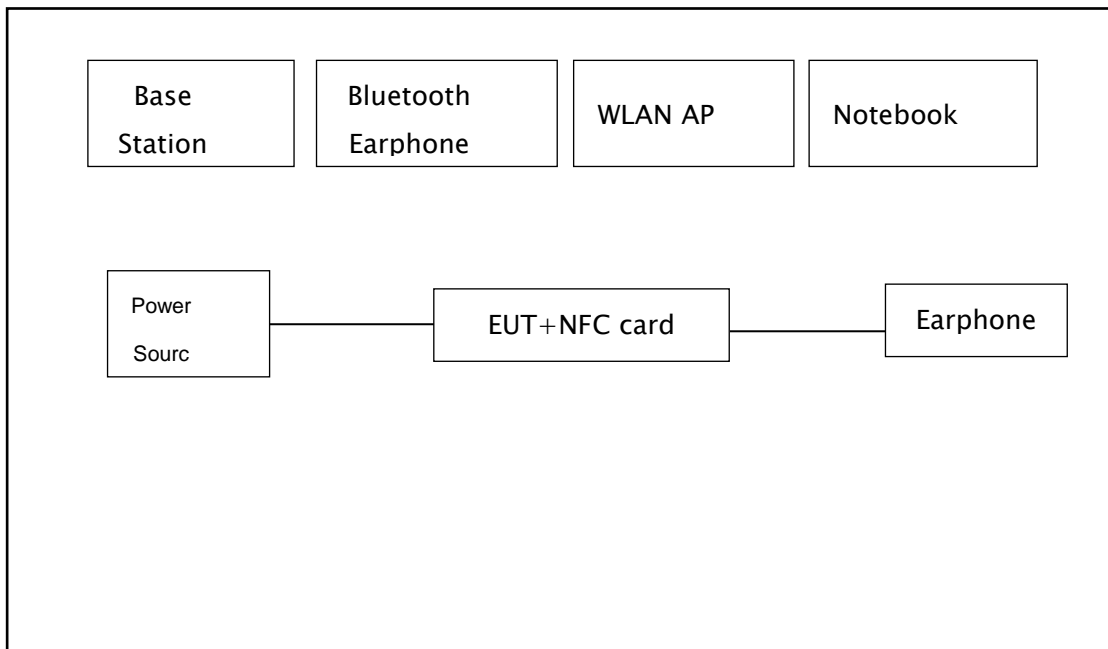 Base
Station
Bluetooth
Earphone
WLAN AP
Notebook
Power
Sourc
EUT+NFC card
Earphone